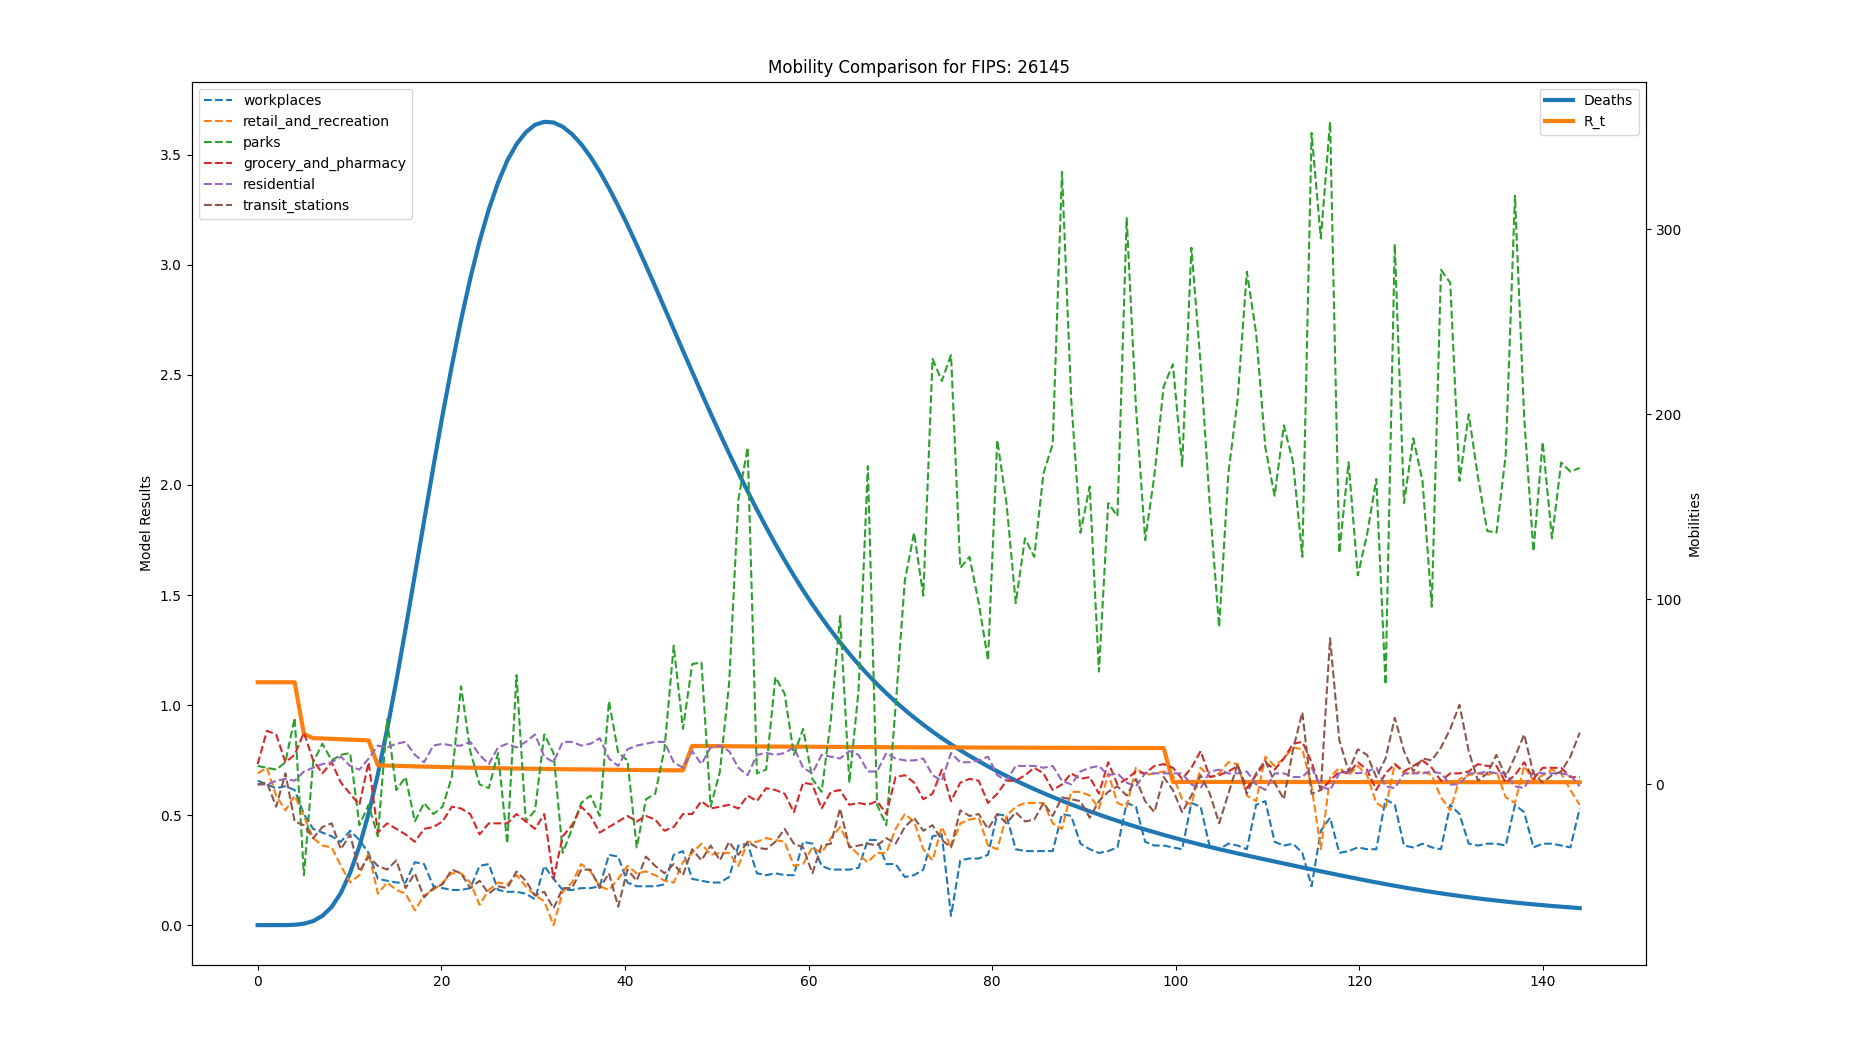 Mobility Comparison for FIPS: 26145
workplaces
retail_and_recreation
parks
grocery_and_pharmacy
residential
transit_stations
Deaths
R_t
Model Results
3.5
3.0
2.5
2.0
1.5
1.0
0.5
0.0
300
200
100
0
Mobilities
0 20 40 60 80 100 120 140